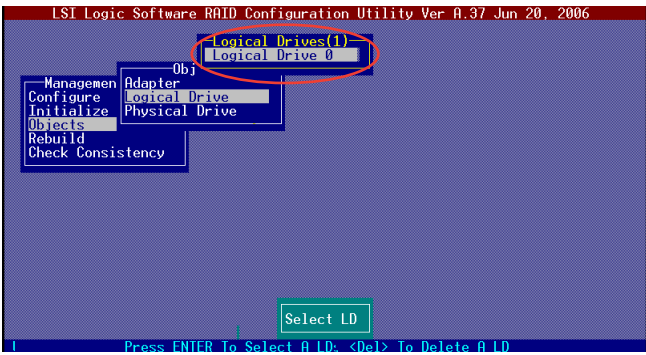 LSI Logic Software RAID Configuration Utility Ver A.37 Jun 20, 2006
Logical Drives(1)
Logical Drive 0
Obj
Adapter
Logical Drive
Physical Drive
Managemen
Configure
Initialize
Objects
Rebuild
Check Consistency
Select LD
Press ENTER To Select A LD; <Del> To Delete A LD